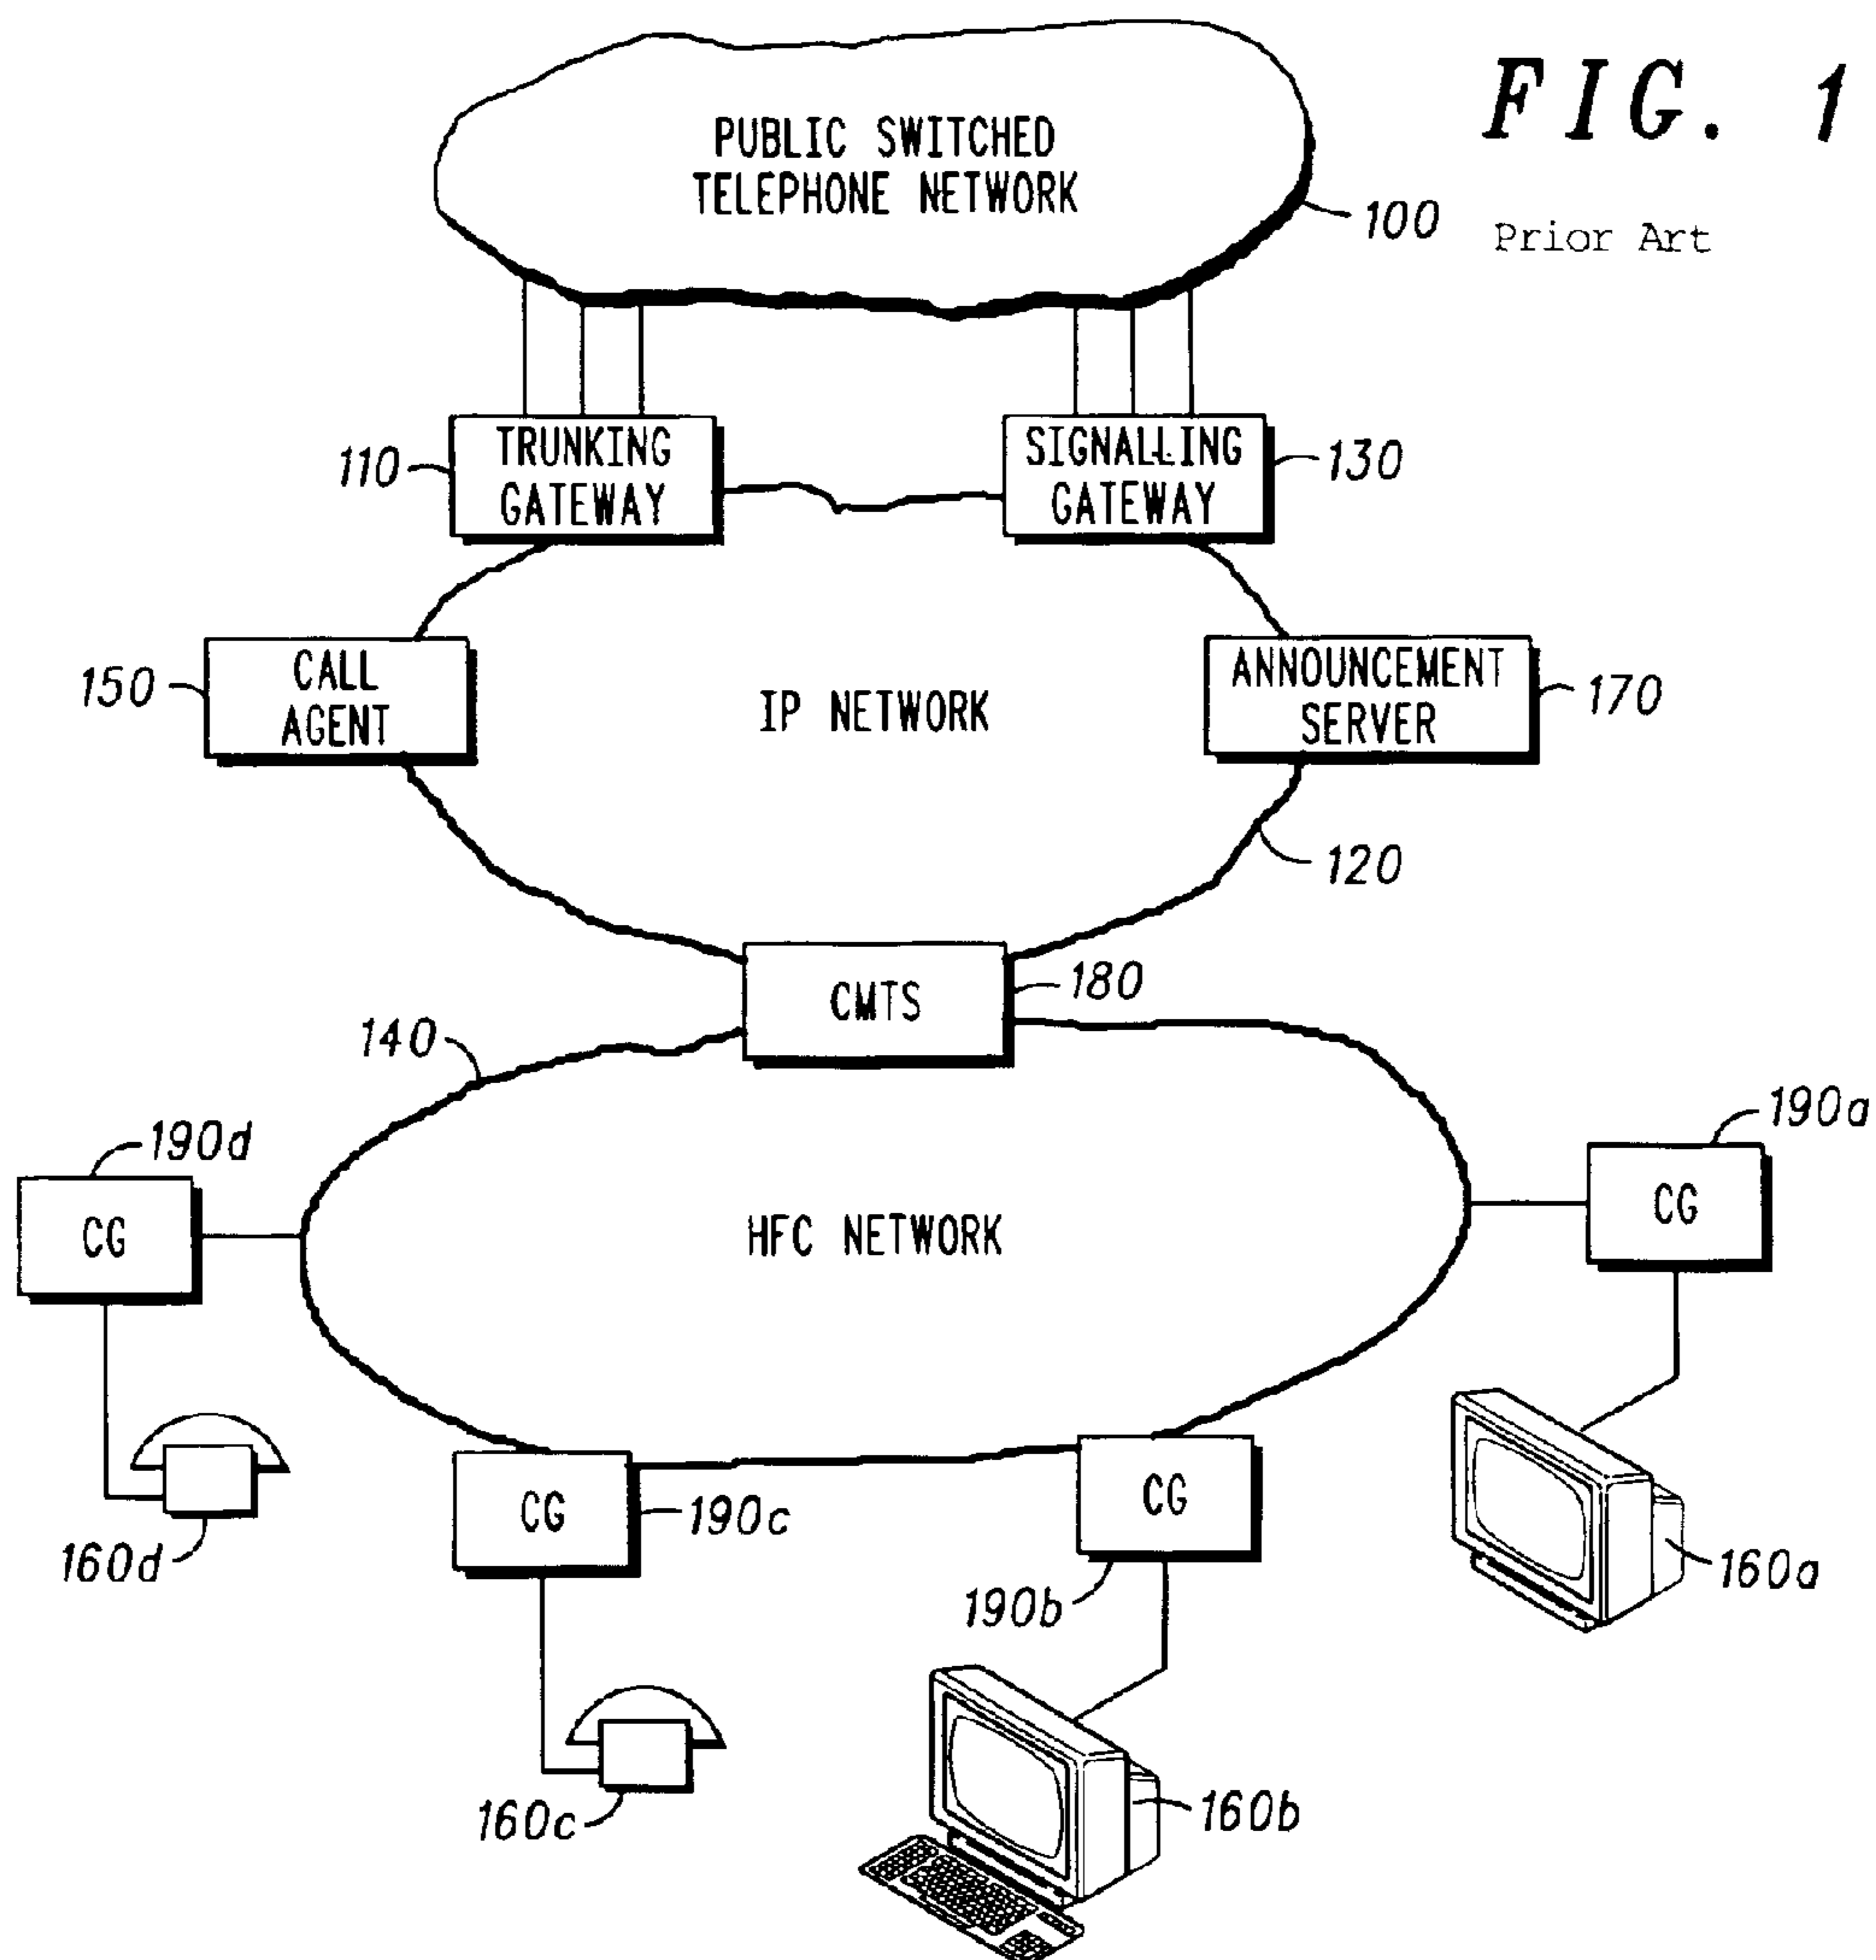 FIG. 1
PUBLIC SWITCHED
TELEPHONE NETWORK
100
Prior Art
110
TRUNKING
GATEWAY
SIGNALLING
GATEWAY
130
150
CALL
AGENT
IP NETWORK
ANNOUNCEMENT
SERVER
170
120
CMTS
180
140
190d
190a
CG
HFC NETWORK
CG
CG
190c
CG
190b
160d
160a
160c
160b